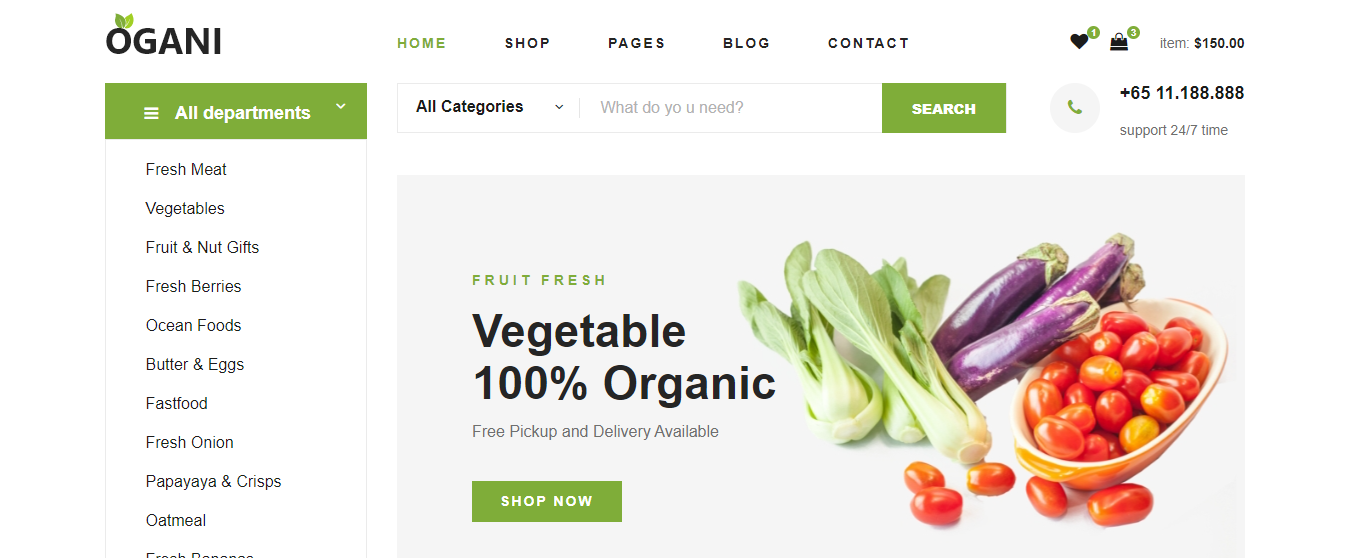 OGANI
HOME SHOP PAGES BLOG CONTACT
1 3 item: $150.00
All departments
All Categories What do yo u need? SEARCH
+65 11.188.888
support 24/7 time
Fresh Meat
Vegetables
Fruit & Nut Gifts
Fresh Berries
Ocean Foods
Butter & Eggs
Fastfood
Fresh Onion
Papayaya & Crisps
Oatmeal
Fresh Bananas
FRUIT FRESH
Vegetable
100% Organic
Free Pickup and Delivery Available
SHOP NOW